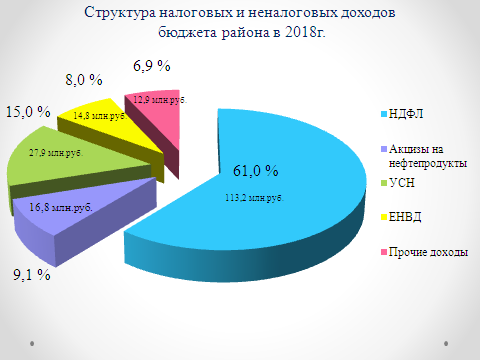 Структура налоговых и неналоговых доходов
бюджета района в 2018г.
6,9 %
8,0 %
12,9 млн.руб.
15,0 %
14,8 млн.руб.
27,9 млн.руб.
61,0 %
113,2 млн.руб.
16,8 млн.руб.
9,1 %
НДФЛ
Акцизы на
нефтепродукты
УСН
ЕНВД
Прочие доходы